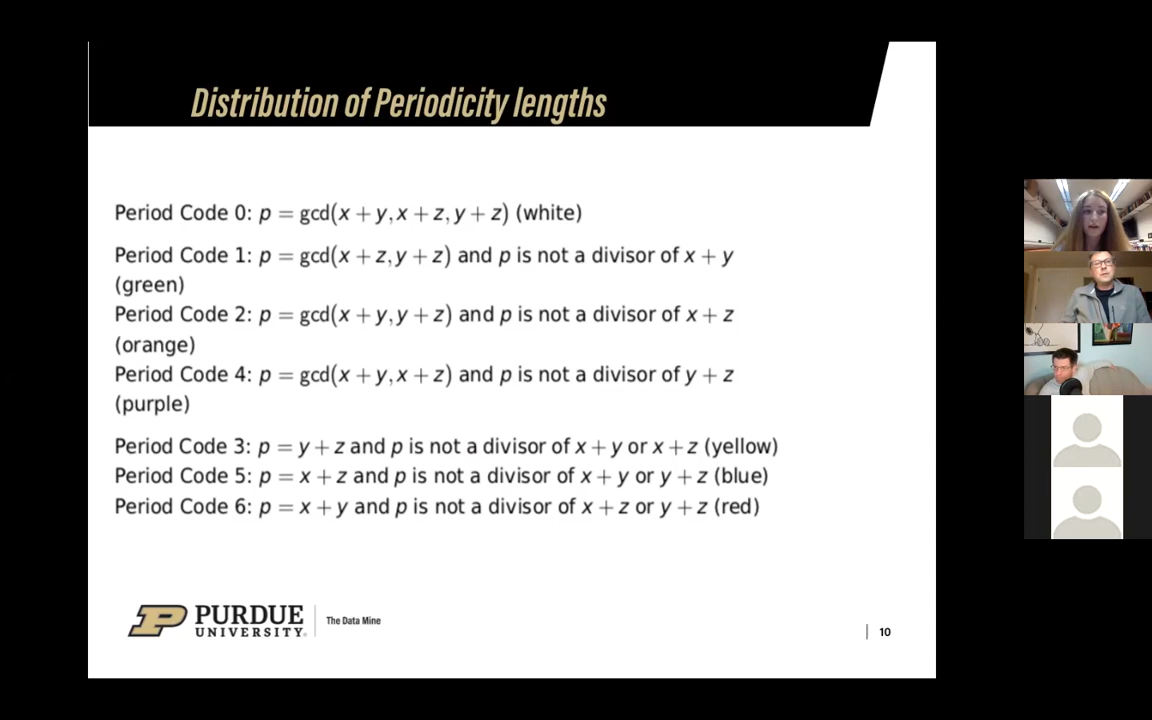 Distribution of Periodicity lengths
Period Code 0: p = gcd(x + y, x + z, y + z) (white)
Period Code 1: p = gcd(x + z, y + z) and p is not a divisor of x + y
(green)
Period Code 2: p = gcd(x + y, y + z) and p is not a divisor of x + z
(orange)
Period Code 4: p = gcd(x + y, x + z) and p is not a divisor of y + z
(purple)
Period Code 3: p = y + z and p is not a divisor of x + y or x + z (yellow)
Period Code 5: p = x + z and p is not a divisor of x + y or y + z (blue)
Period Code 6: p = x + y and p is not a divisor of x + z or y + z (red)
PURDUE
UNIVERSITY.
The Data Mine
10